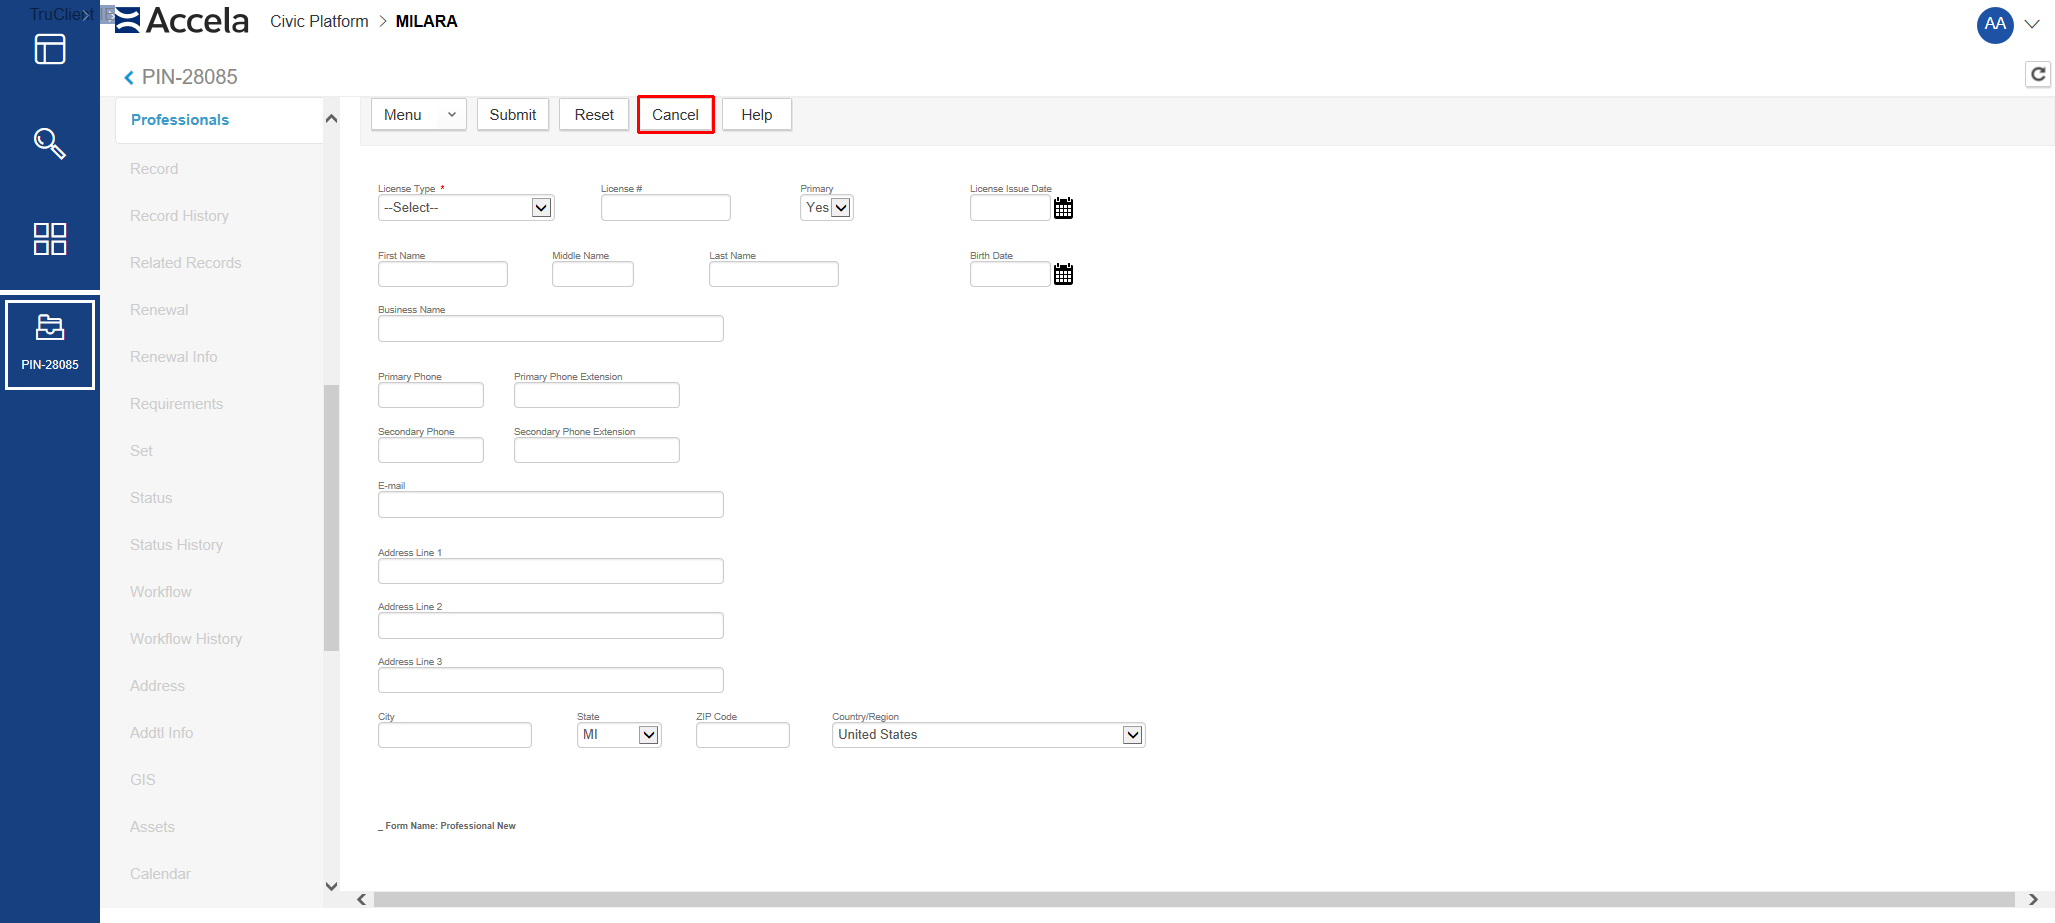 TruClient IE
Accela
Civic Platform > MILARA
AA
PIN-28085
Professionals
Menu
Submit
Reset
Cancel
Help
Record
Record History
Related Records
Renewal
Renewal Info
Requirements
Set
Status
Status History
Workflow
Workflow History
Address
Addtl Info
GIS
Assets
Calendar
PIN-28085
License Type *
License #
Primary
License Issue Date
--Select--
Yes
First Name
Middle Name
Last Name
Birth Date
Business Name
Primary Phone
Primary Phone Extension
Secondary Phone
Secondary Phone Extension
E-mail
Address Line 1
Address Line 2
Address Line 3
City
State
ZIP Code
Country/Region
MI
United States
_ Form Name: Professional New